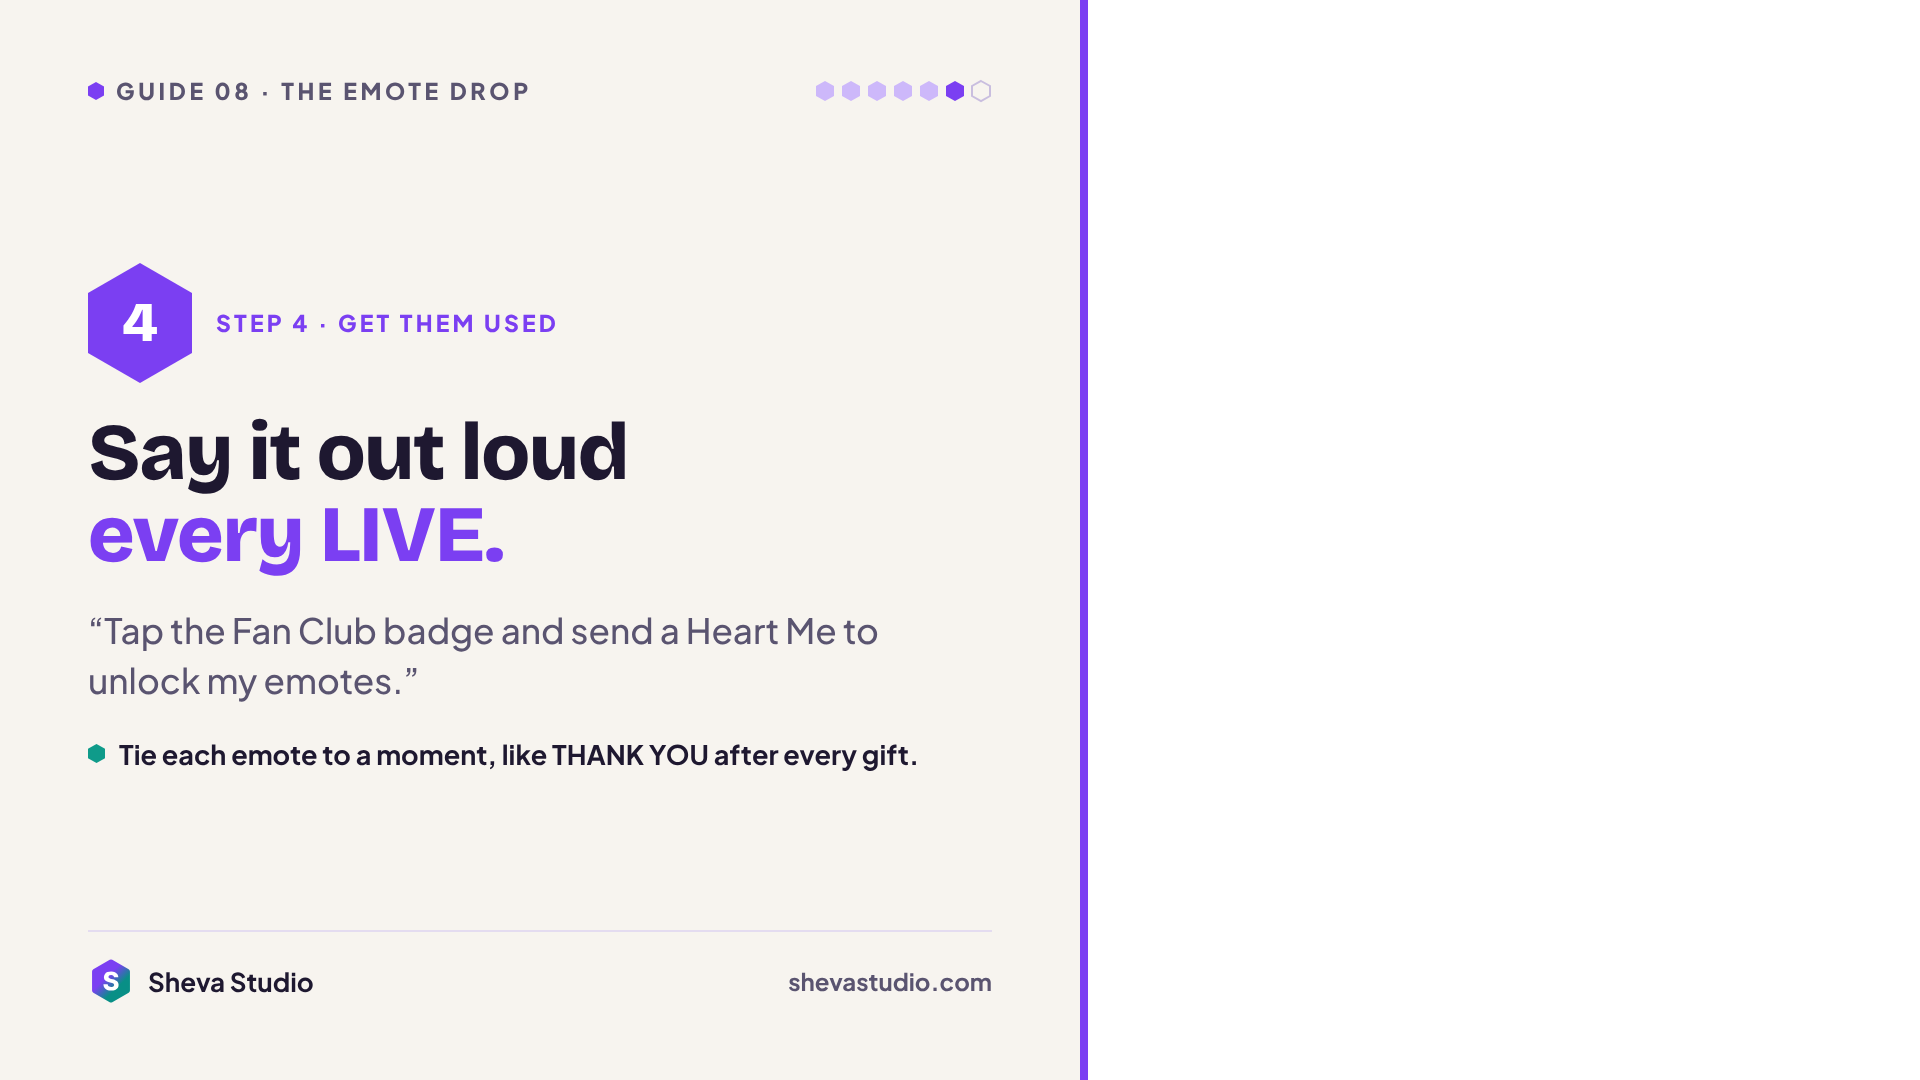 GUIDE 08 · THE EMOTE DROP
4
STEP 4 · GET THEM USED
Say it out loud
every LIVE.
“Tap the Fan Club badge and send a Heart Me to
unlock my emotes.”
Tie each emote to a moment, like THANK YOU after every gift.
S
Sheva Studio
shevastudio.com